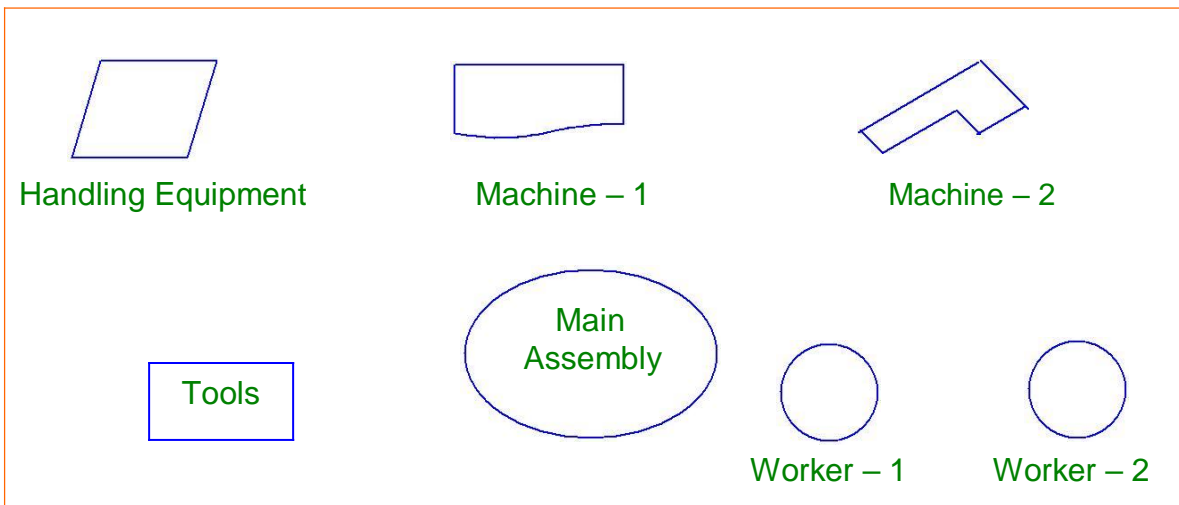 Handling Equipment
Machine – 1
Machine – 2
Tools
Main
Assembly
Worker – 1
Worker – 2